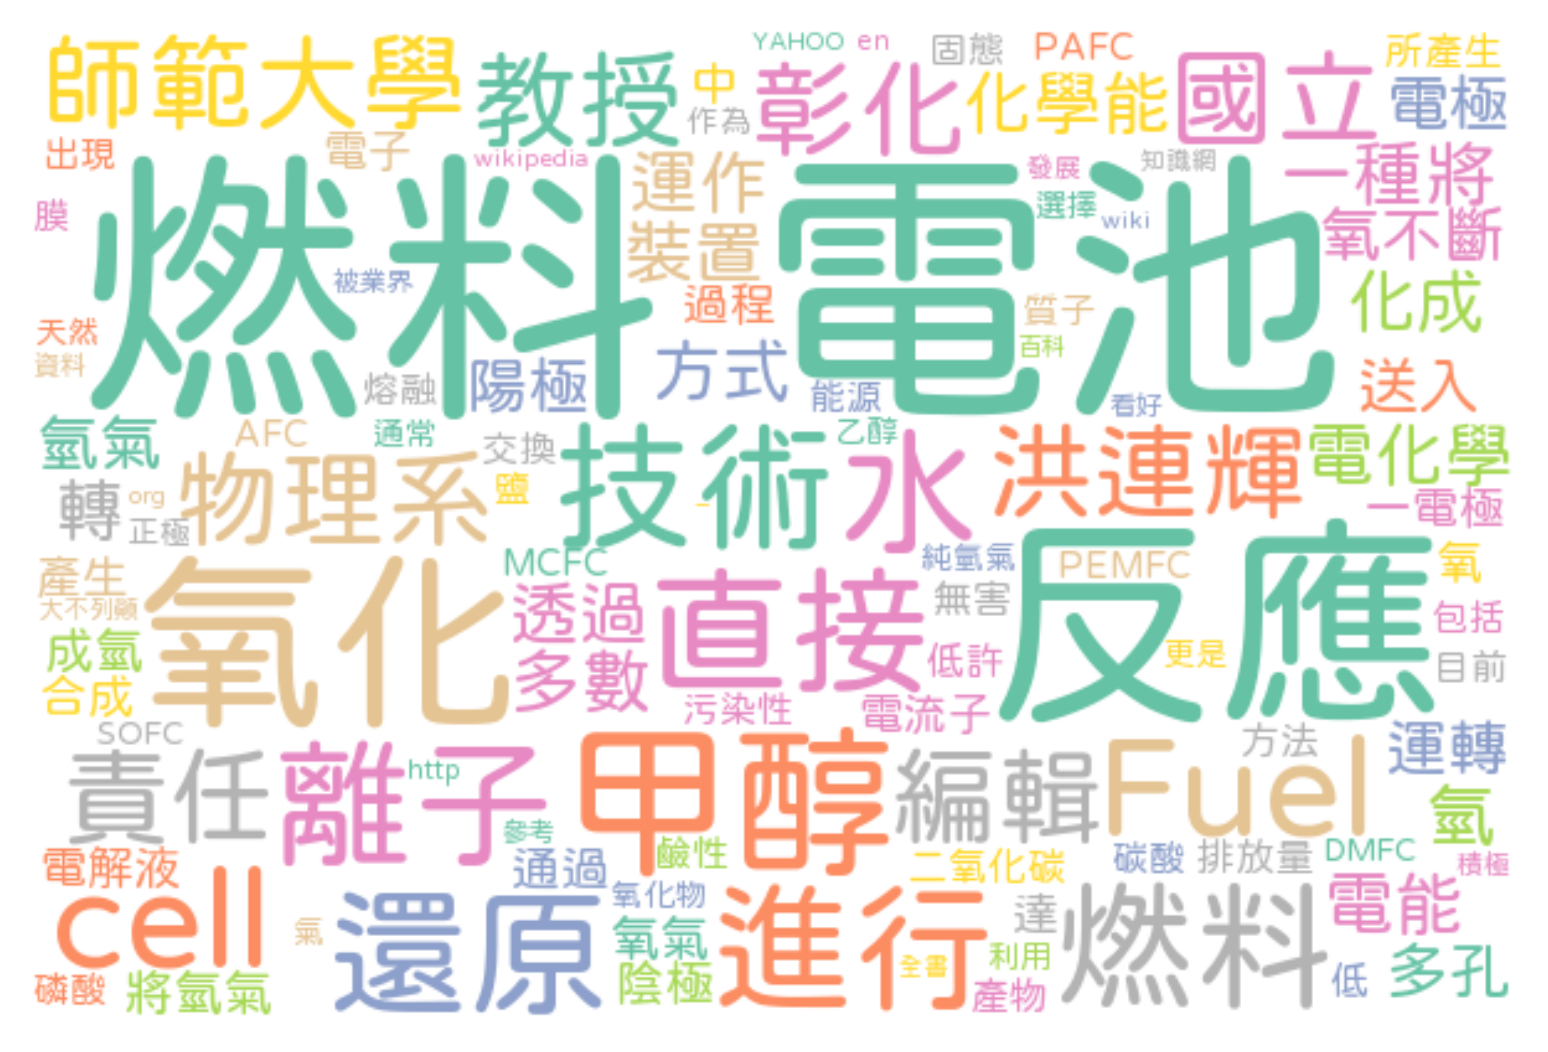 師範大學 教授 YAHOO en 固態 PAFC 所產生
中 作為 彰化 化學能 國立 電極
出現 電子 wikipedia 運作 發展 知識網 一種將
膜 燃料電池 選擇 wiki 氧不斷
被業界 裝置
天然 過程 質子 化成
資料 百科
熔融 陽極 方式 能源 看好 送入
氫氣 AFC 通常 交換 技術 乙醇 水 洪連輝 電化學
轉 org 物理系 鹽 一 一電極
正極
產生 MCFC 純氫氣 PEMFC 氧
大不列顛 氧化 透過 直接 無害 反應 包括
成氫 多數 低許 更是 目前
合成 污染性 電流子
SOFC 方法 運轉
責任 離子 http 甲醇 編輯 Fuel 氫
參考
電解液 通過 鹼性 二氧化碳 碳酸 排放量 DMFC 積極
cell 氣 還原 氧化物 進行 達 燃料 電能
氧氣 全書 利用
磷酸 將氫氣 陰極 產物 低 多孔